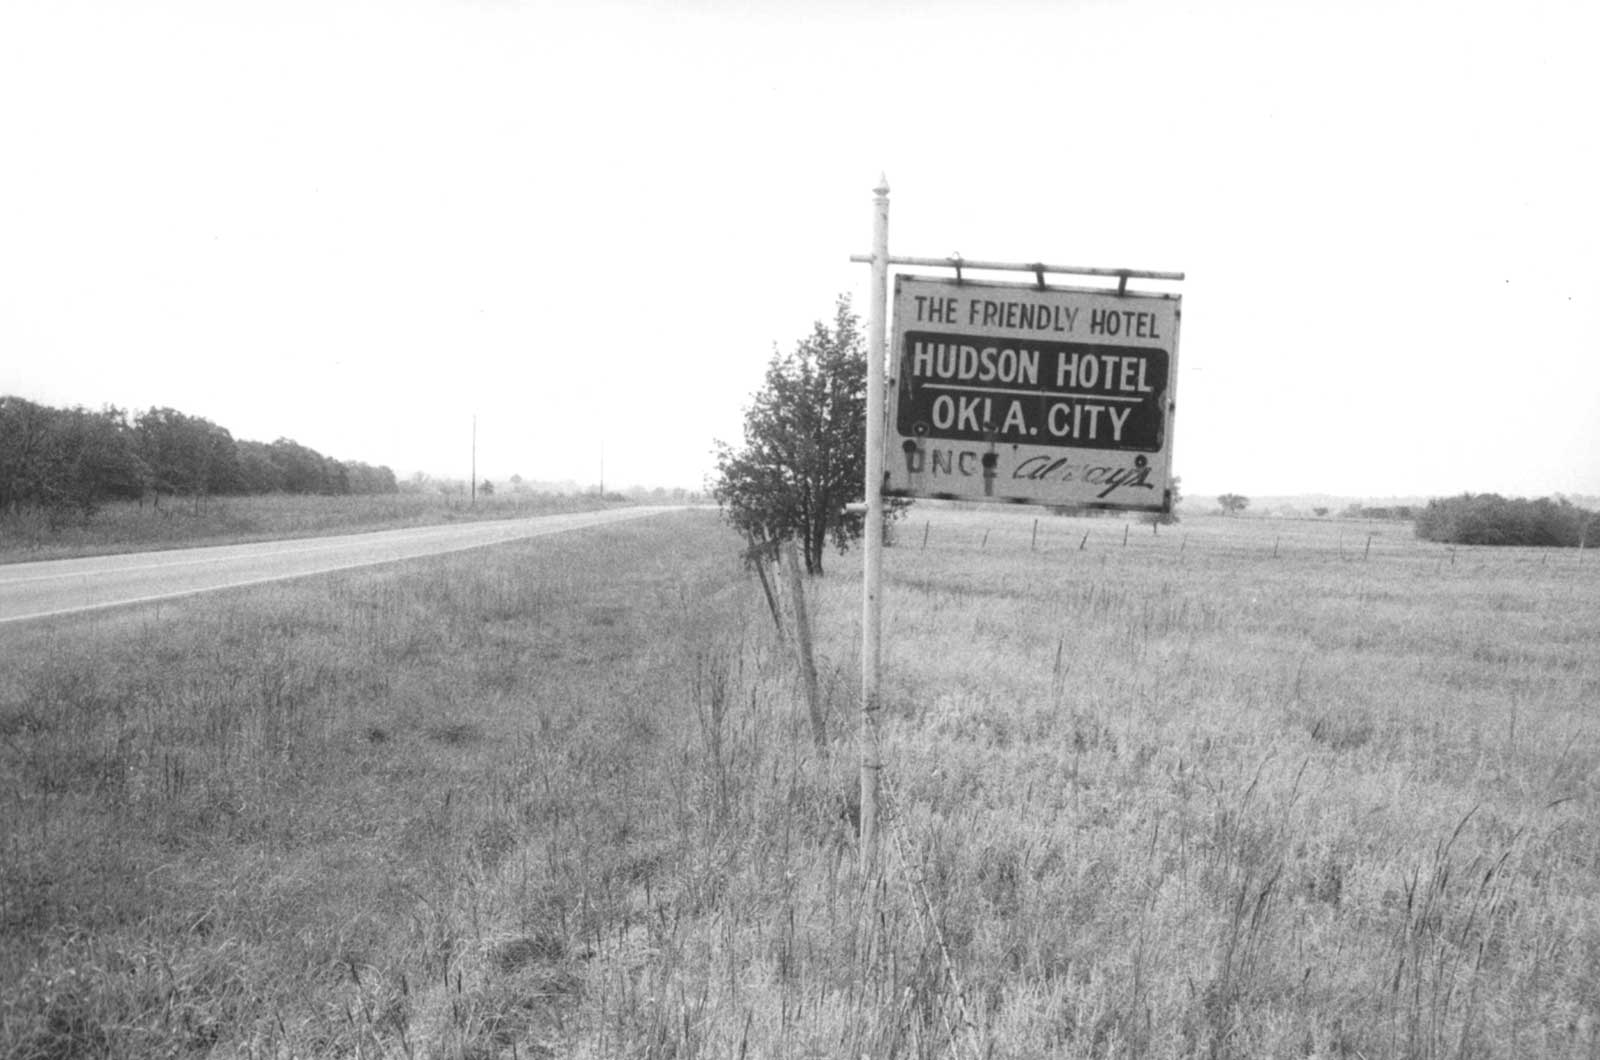 THE FRIENDLY HOTEL
HUDSON HOTEL
OKLA. CITY
ONCE Always